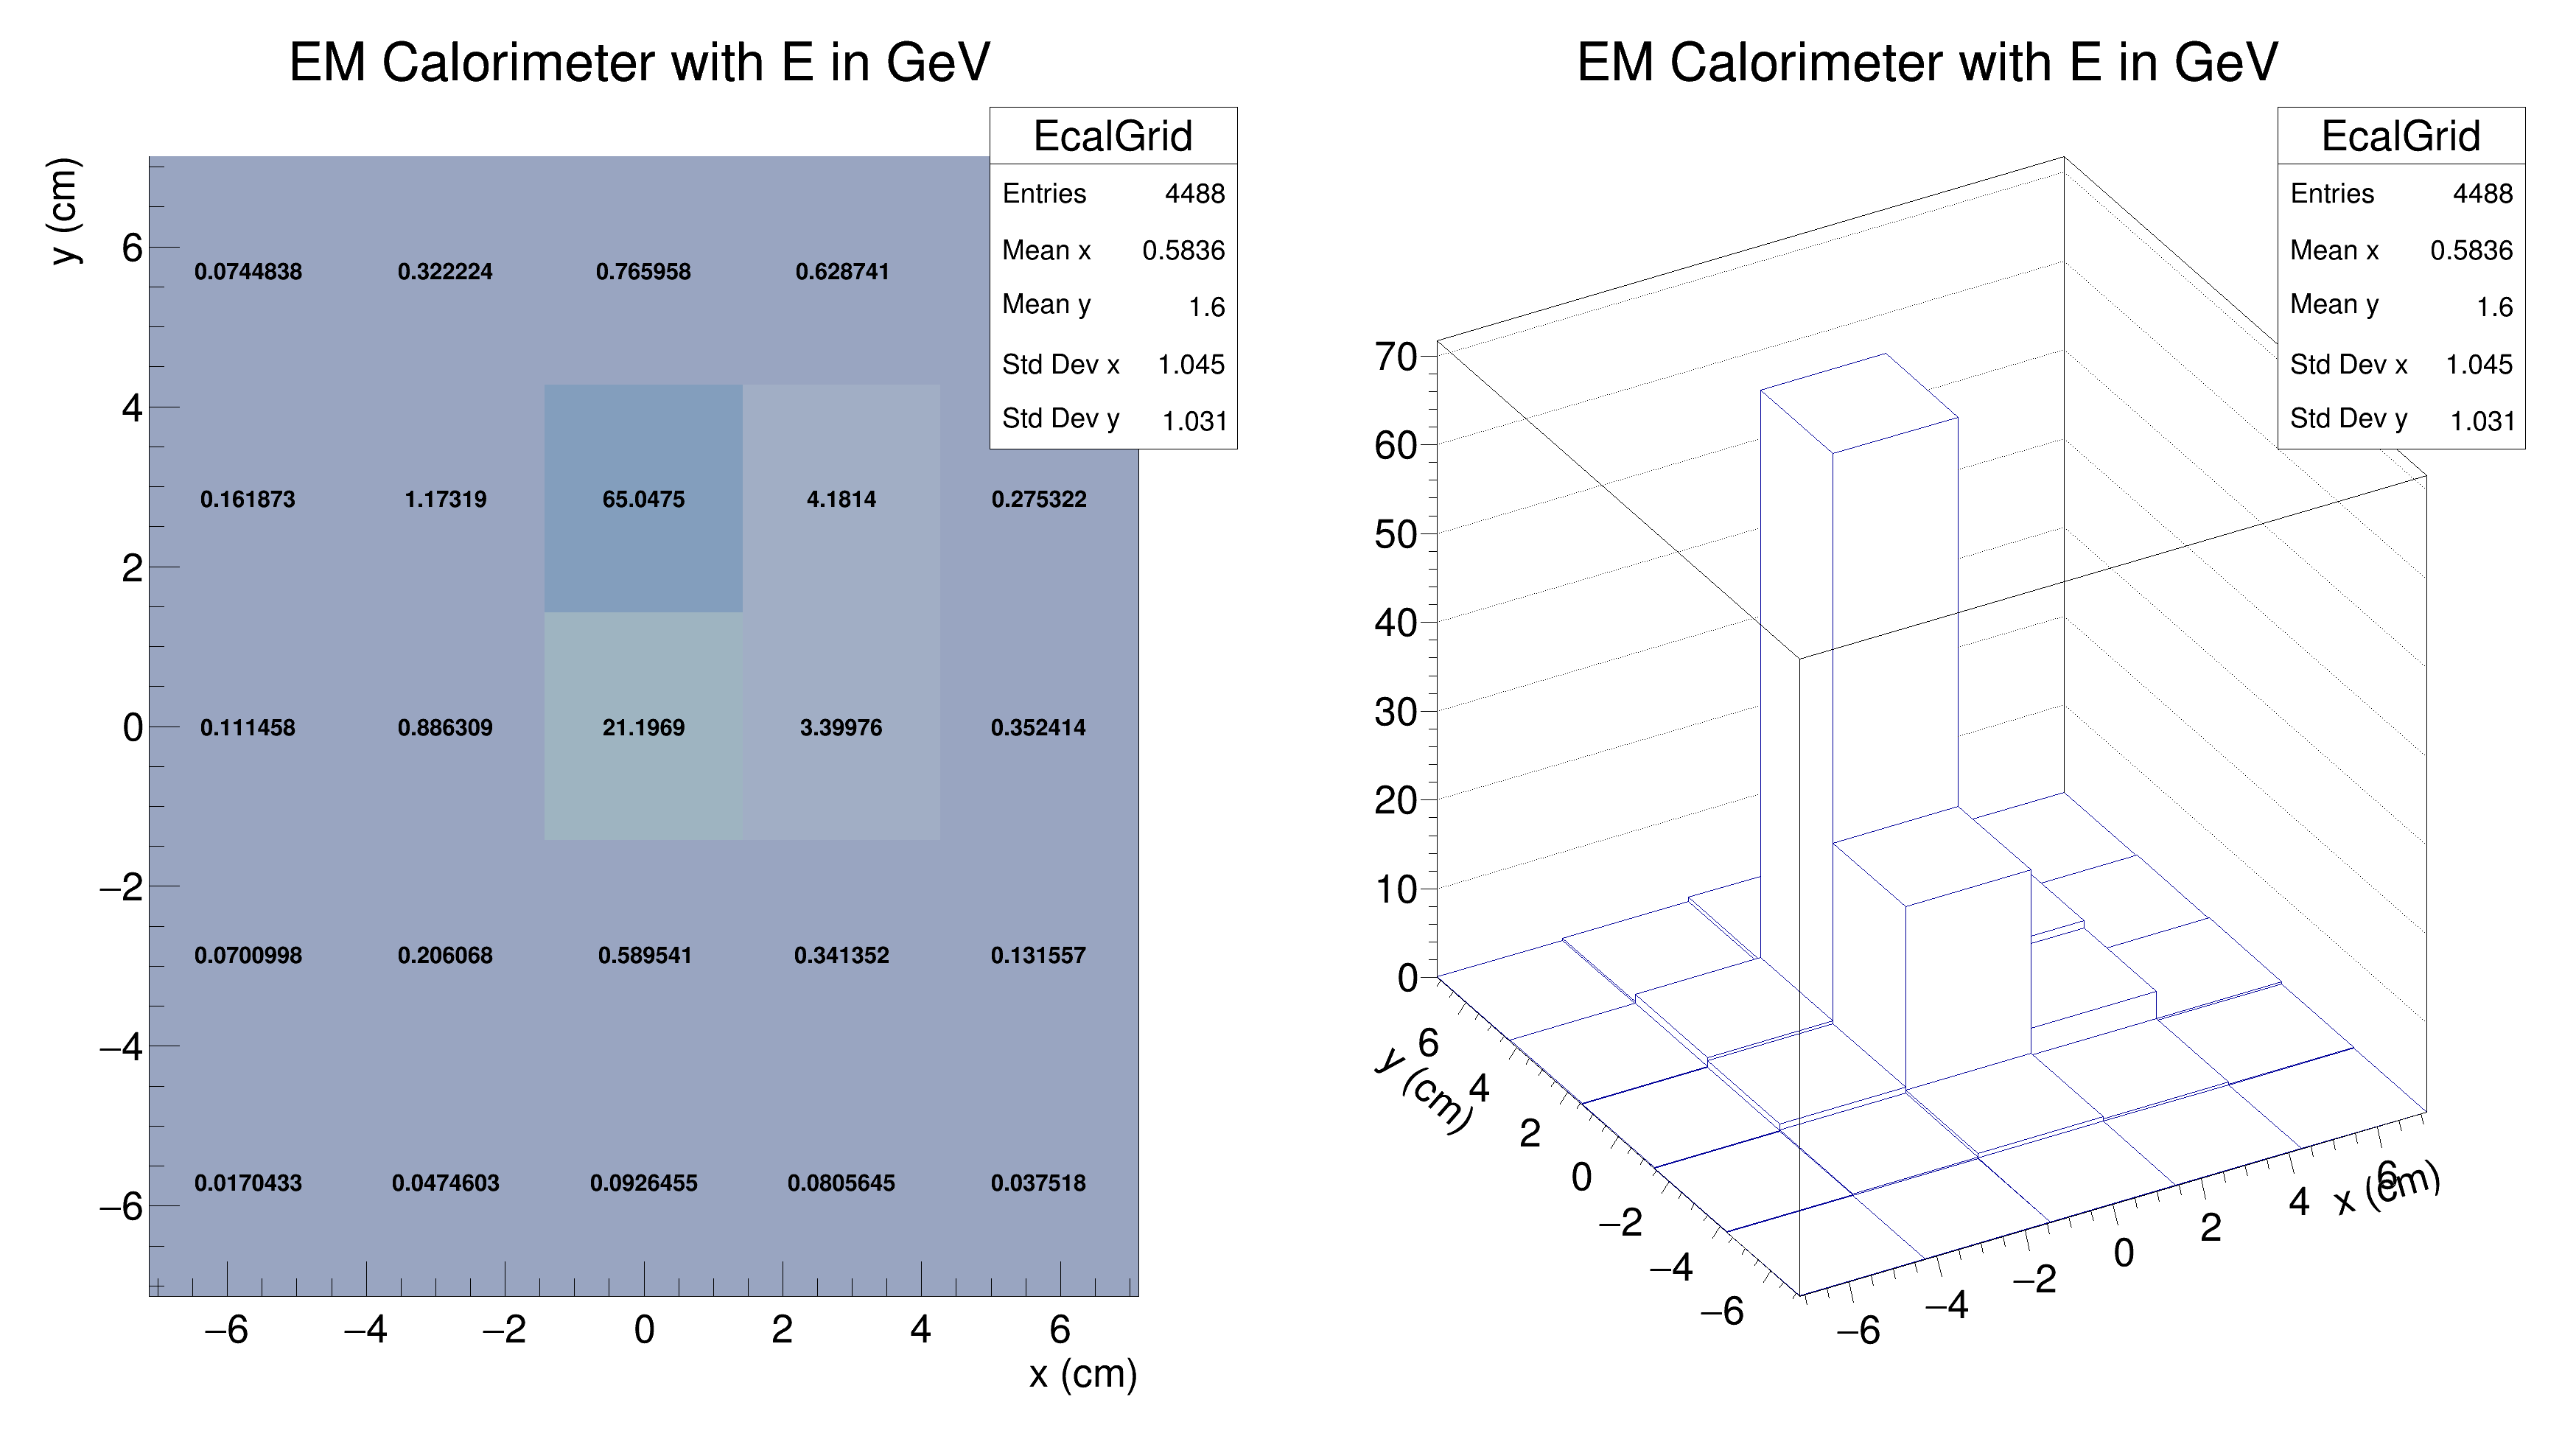 EM Calorimeter with E in GeV
EcalGrid
Entries 4488
Mean x 0.5836
Mean y 1.6
Std Dev x 1.045
Std Dev y 1.031
y (cm)
6
4
2
0
−2
−4
−6
0.0744838 0.322224 0.765958 0.628741
0.161873 1.17319 65.0475 4.1814 0.275322
0.111458 0.886309 21.1969 3.39976 0.352414
0.0700998 0.206068 0.589541 0.341352 0.131557
0.0170433 0.0474603 0.0926455 0.0805645 0.037518
−6 −4 −2 0 2 4 6
x (cm)
EM Calorimeter with E in GeV
EcalGrid
Entries 4488
Mean x 0.5836
Mean y 1.6
Std Dev x 1.045
Std Dev y 1.031
70
60
50
40
30
20
10
0
6
4
2
0
−2
−4
−6
y (cm)
−6
−4
−2
0
2
4
6
x (cm)